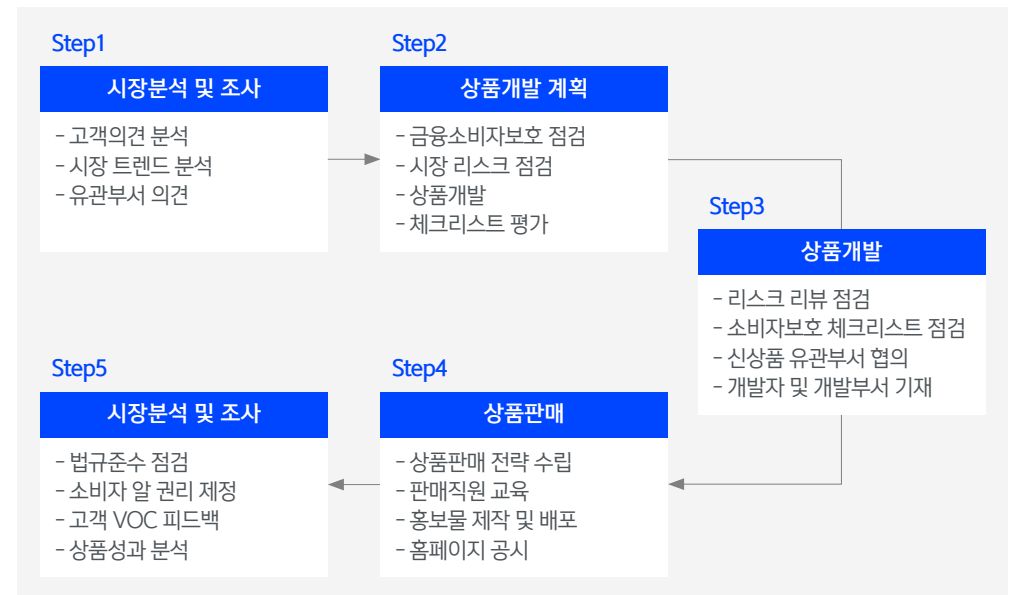 Step1
시장분석 및 조사
- 고객의견 분석
- 시장 트렌드 분석
- 유관부서 의견
Step2
상품개발 계획
- 금융소비자보호 점검
- 시장 리스크 점검
- 상품개발
- 체크리스트 평가
Step3
상품개발
- 리스크 리뷰 점검
- 소비자보호 체크리스트 점검
- 신상품 유관부서 협의
- 개발자 및 개발부서 기재
Step4
상품판매
- 상품판매 전략 수립
- 판매직원 교육
- 홍보물 제작 및 배포
- 홈페이지 공시
Step5
시장분석 및 조사
- 법규준수 점검
- 소비자 알 권리 제정
- 고객 VOC 피드백
- 상품성과 분석